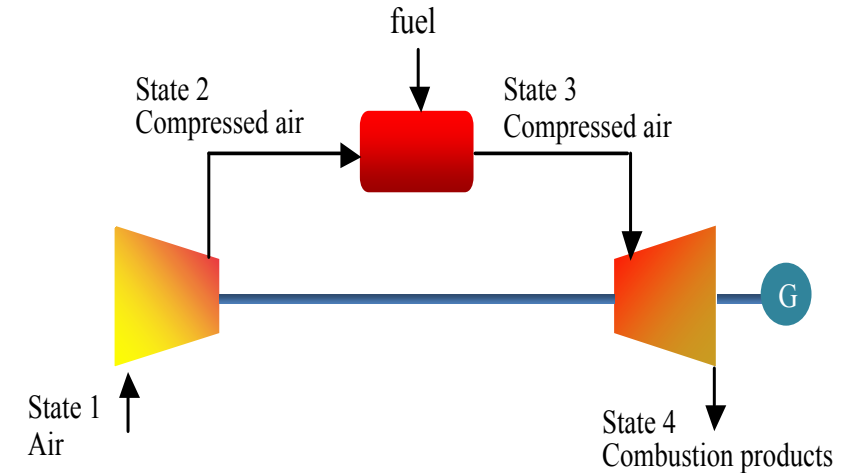 fuel
State 2
Compressed air
State 3
Compressed air
G
State 1
Air
State 4
Combustion products